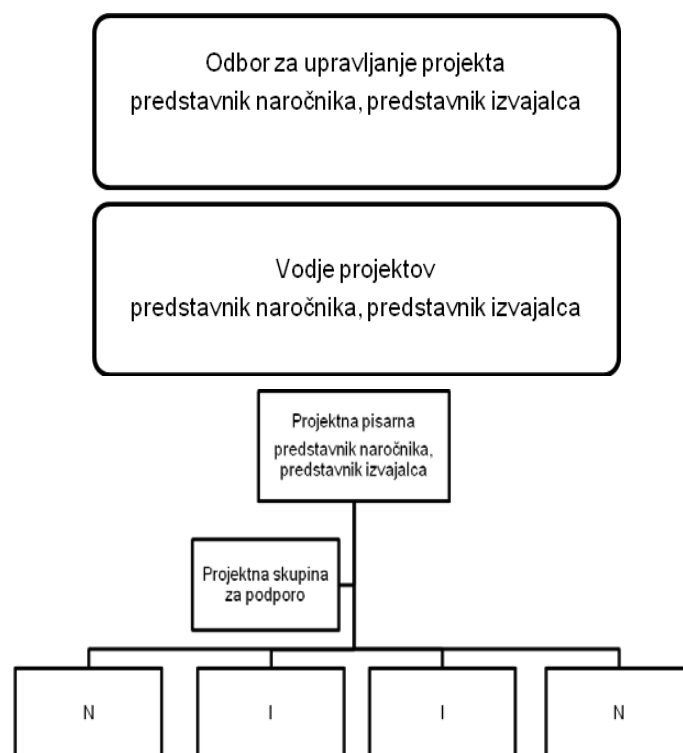 Odbor za upravljanje projekta
predstavnik naročnika, predstavnik izvajalca
Vodje projektov
predstavnik naročnika, predstavnik izvajalca
Projektna pisarna
predstavnik naročnika,
predstavnik izvajalca
Projektna skupina
za podporo
N
I
I
N